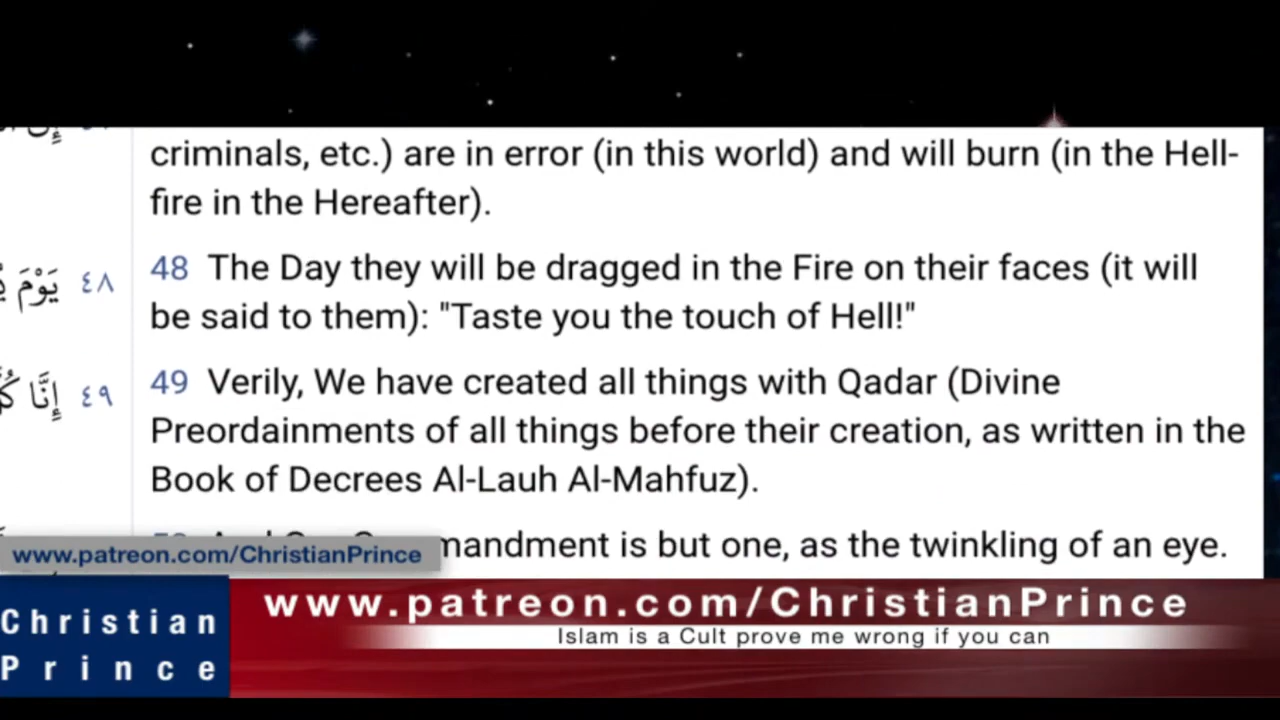 criminals, etc.) are in error (in this world) and will burn (in the Hell-
fire in the Hereafter).
يَوْمَ ٤٨
48 The Day they will be dragged in the Fire on their faces (it will
be said to them): "Taste you the touch of Hell!"
إِنَّا ٤٩
49 Verily, We have created all things with Qadar (Divine
Preordainments of all things before their creation, as written in the
Book of Decrees Al-Lauh Al-Mahfuz).
is but one, as the twinkling of an eye.
www.patreon.com/ChristianPrince
Christian
Prince
www.patreon.com/ChristianPrince
Islam is a Cult prove me wrong if you can